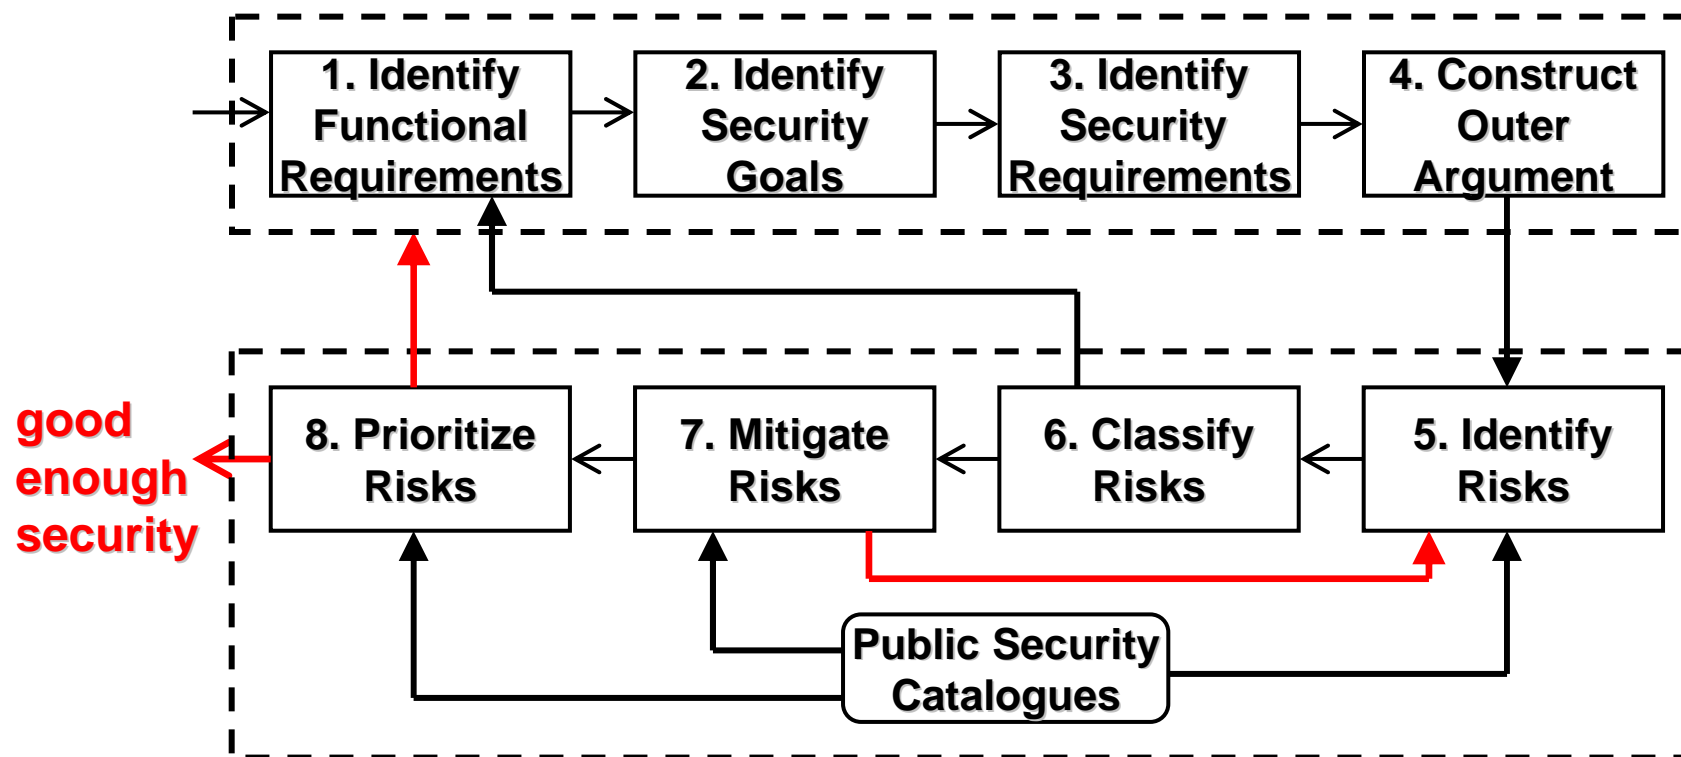 1. Identify
Functional
Requirements
2. Identify
Security
Goals
3. Identify
Security
Requirements
4. Construct
Outer
Argument
good
enough
security
8. Prioritize
Risks
7. Mitigate
Risks
6. Classify
Risks
5. Identify
Risks
Public Security
Catalogues